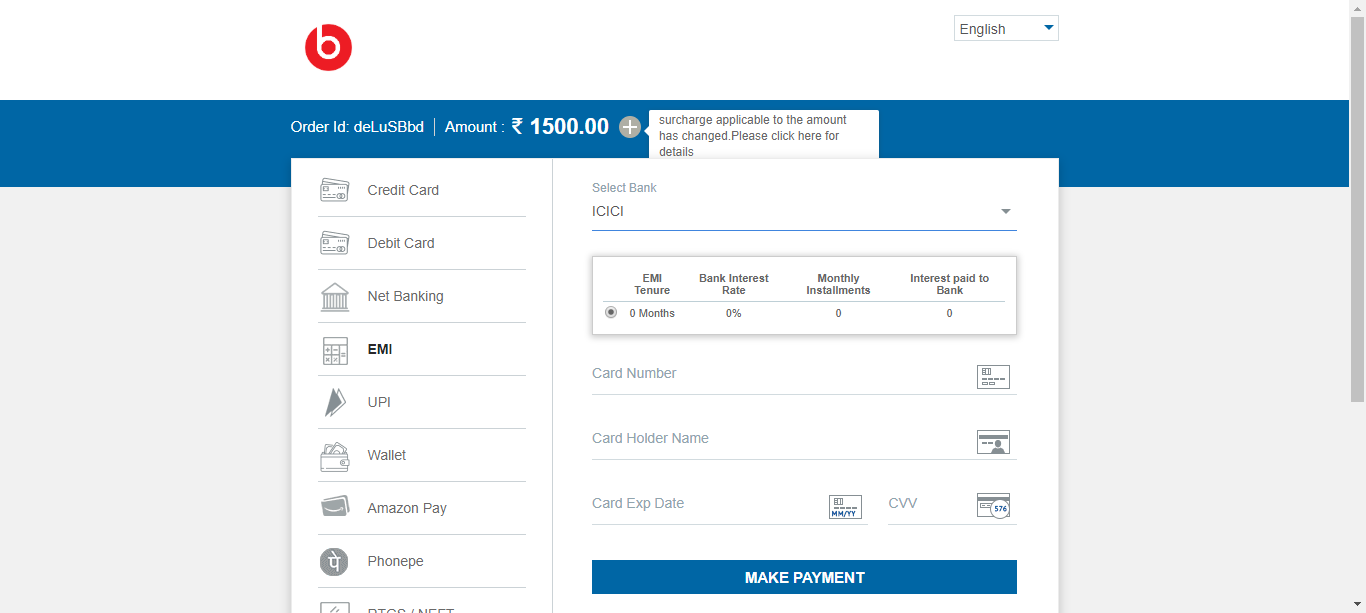 b
English
Order Id: deLuSBbd | Amount : ₹ 1500.00
surcharge applicable to the amount
has changed.Please click here for
details
Credit Card
Debit Card
Net Banking
EMI
UPI
Wallet
Amazon Pay
पे Phonepe
RTGS / NEFT
Select Bank
ICICI
EMI Tenure Bank Interest Rate Monthly Installments Interest paid to Bank
0 Months 0% 0 0
Card Number
Card Holder Name
Card Exp Date MM/YY CVV 576
MAKE PAYMENT